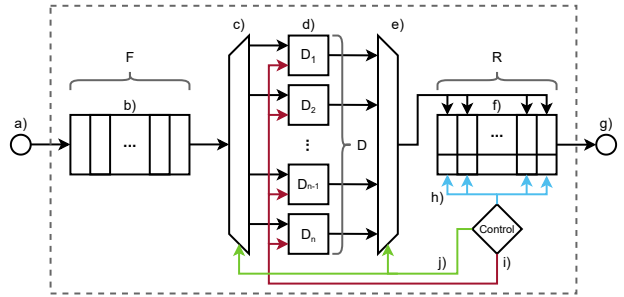 c) d) e)
F R
D₁
b) f)
a) g)
D₂
... ... ...
D
Dₙ₋₁
h)
Dₙ
Control
j) i)